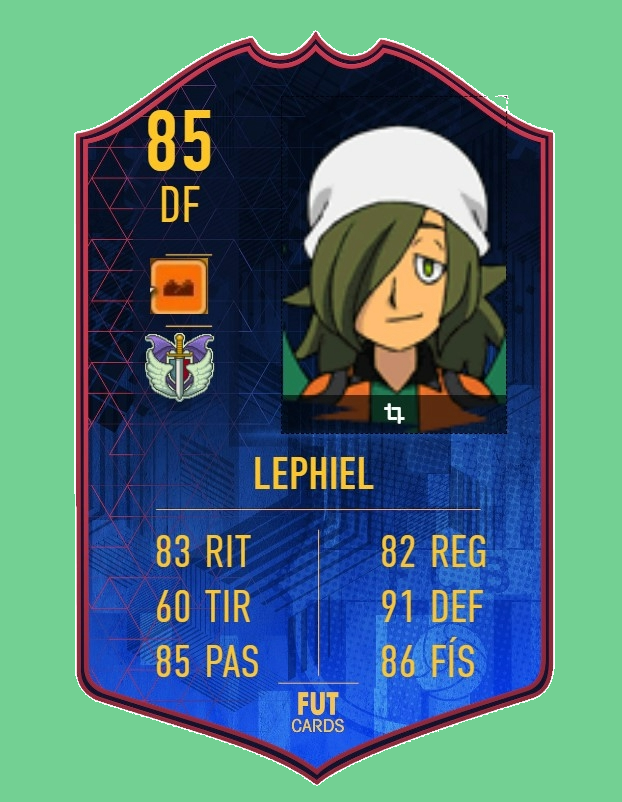 85
DF
LEPHIEL
83 RIT
82 REG
60 TIR
91 DEF
85 PAS
86 FÍS
FUT
CARDS